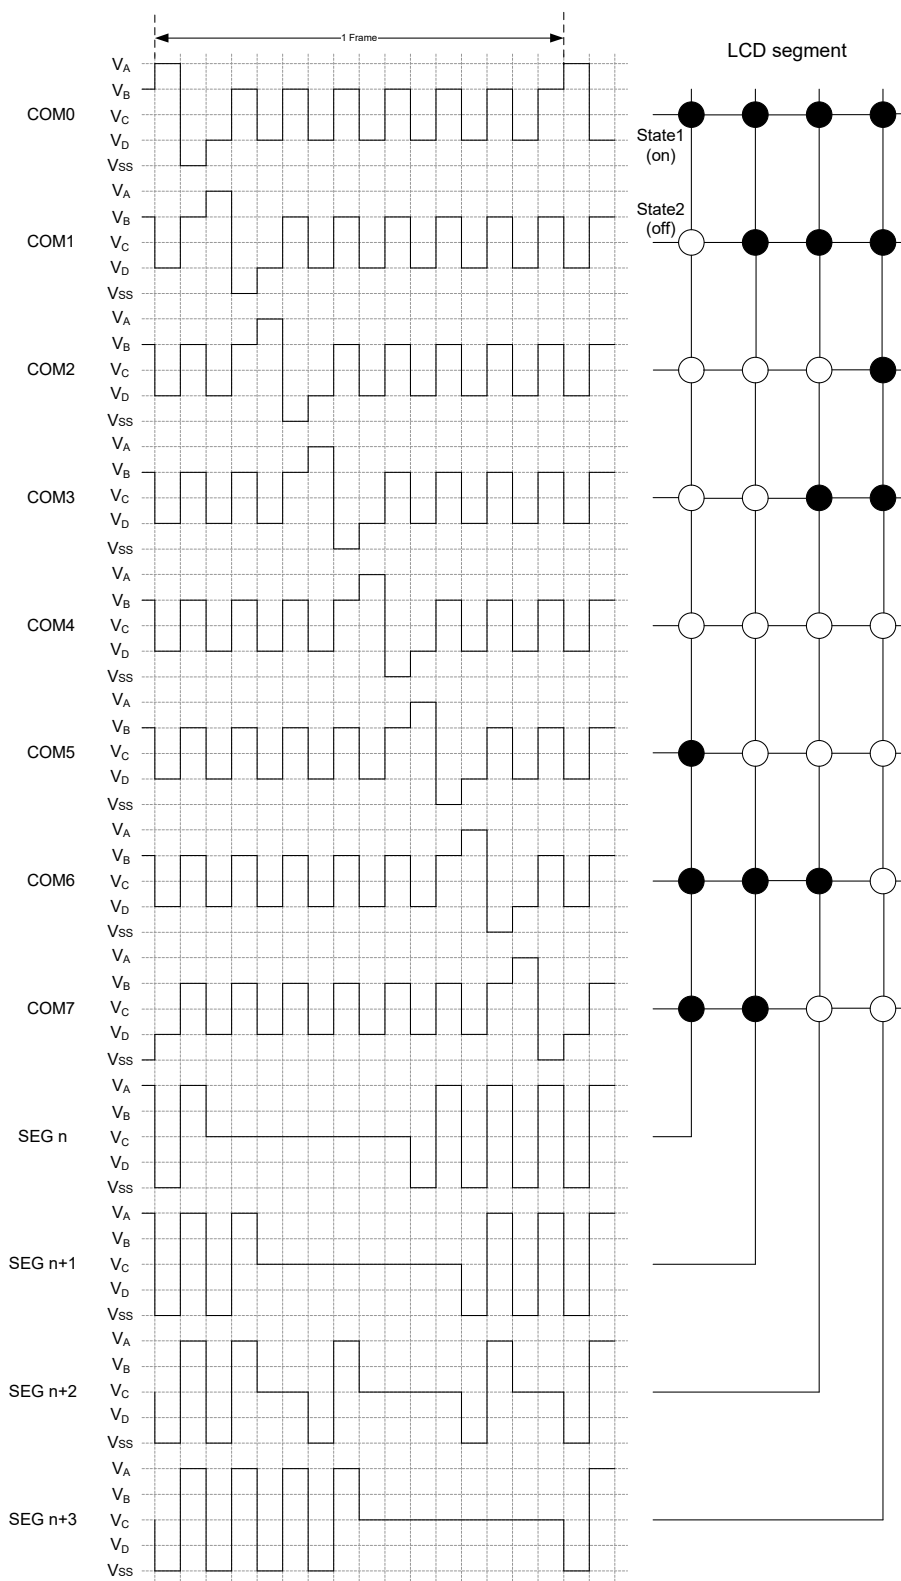 1 Frame
LCD segment
COM0
VA
VB
VC
VD
VSS
State1
(on)
COM1
VA
VB
VC
VD
VSS
State2
(off)
COM2
VA
VB
VC
VD
VSS
COM3
VA
VB
VC
VD
VSS
COM4
VA
VB
VC
VD
VSS
COM5
VA
VB
VC
VD
VSS
COM6
VA
VB
VC
VD
VSS
COM7
VA
VB
VC
VD
VSS
SEG n
VA
VB
VC
VD
VSS
SEG n+1
VA
VB
VC
VD
VSS
SEG n+2
VA
VB
VC
VD
VSS
SEG n+3
VA
VB
VC
VD
VSS